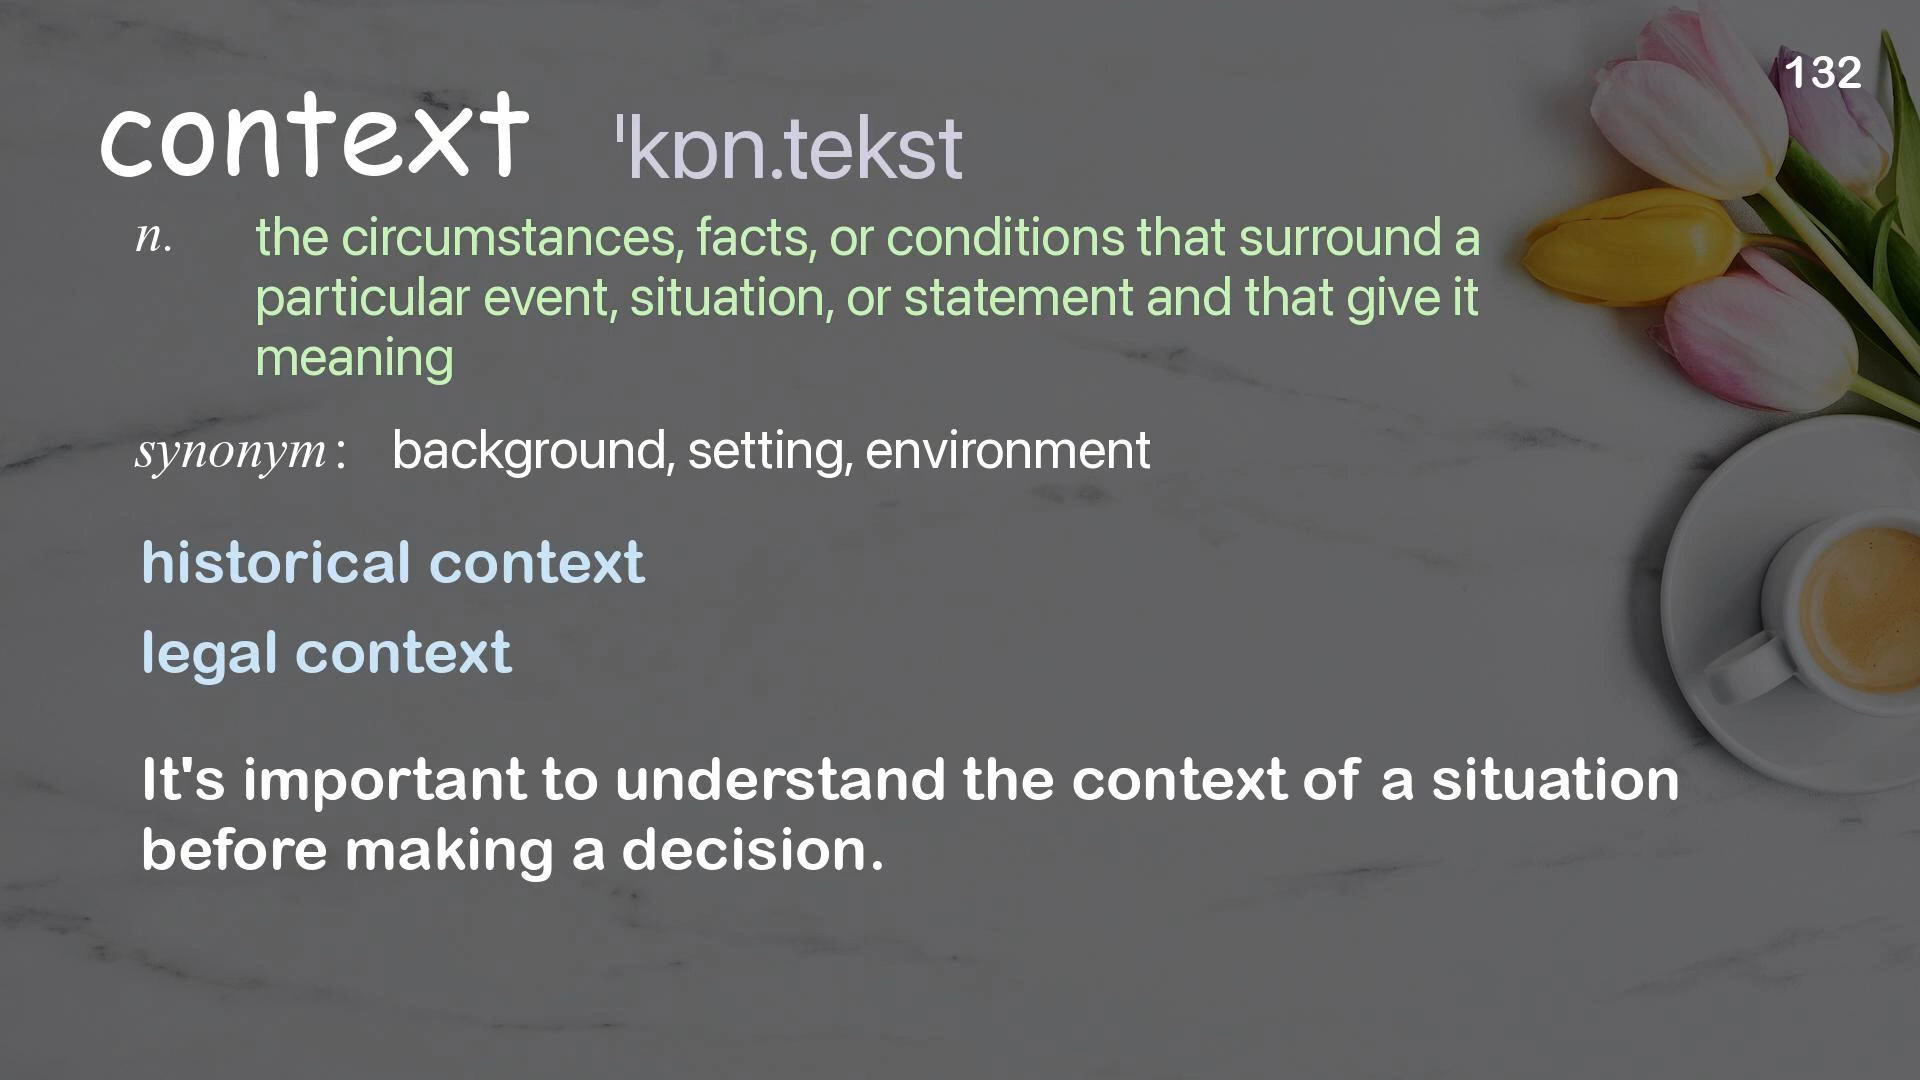 132
context ˈkɒn.tekst
n. the circumstances, facts, or conditions that surround a
particular event, situation, or statement and that give it
meaning
synonym: background, setting, environment
historical context
legal context
It's important to understand the context of a situation
before making a decision.